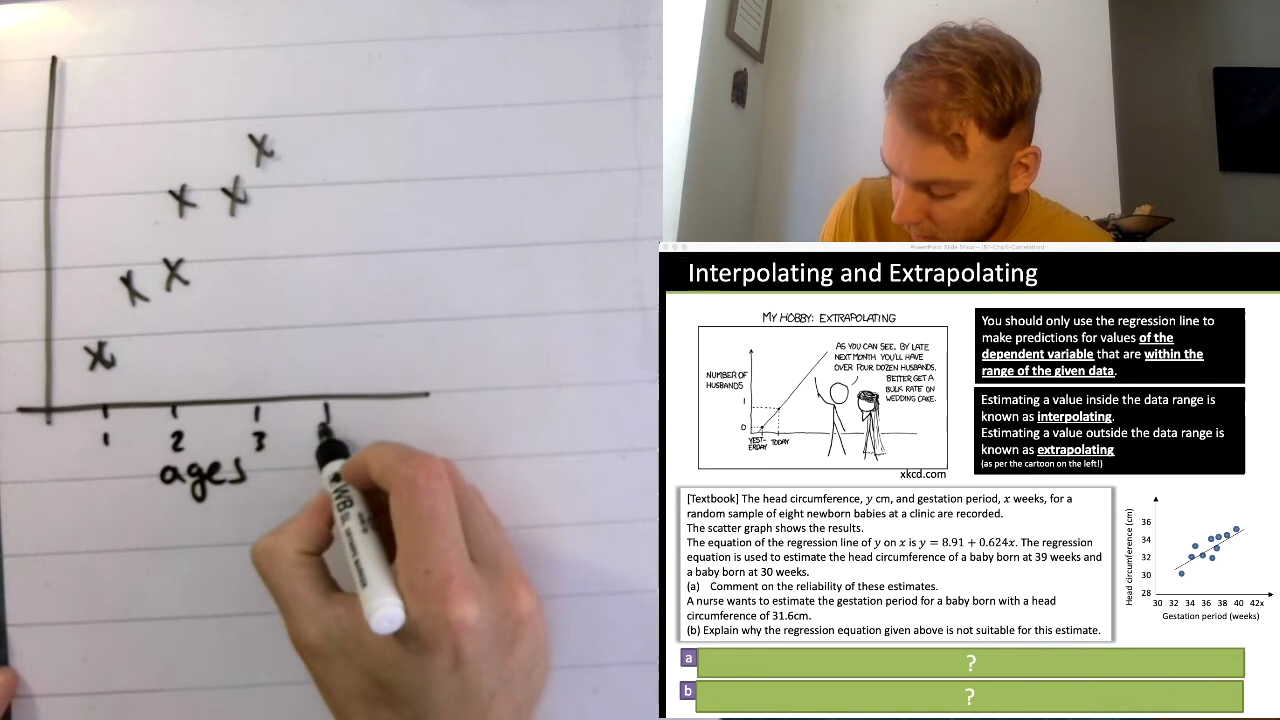 1 2 3
ages
WB
PowerPoint Slide Show - [S1-Chp4-Correlation]
Interpolating and Extrapolating
MY HOBBY: EXTRAPOLATING
NUMBER OF
HUSBANDS
1
0
YEST-
ERDAY
TODAY
AS YOU CAN SEE, BY LATE
NEXT MONTH YOU'LL HAVE
OVER FOUR DOZEN HUSBANDS.
BETTER GET A
BULK RATE ON
WEDDING CAKE.
xkcd.com
You should only use the regression line to
make predictions for values of the
dependent variable that are within the
range of the given data.
Estimating a value inside the data range is
known as interpolating.
Estimating a value outside the data range is
known as extrapolating
(as per the cartoon on the left!)
[Textbook] The head circumference, y cm, and gestation period, x weeks, for a
random sample of eight newborn babies at a clinic are recorded.
The scatter graph shows the results.
The equation of the regression line of y on x is y = 8.91 + 0.624x. The regression
equation is used to estimate the head circumference of a baby born at 39 weeks and
a baby born at 30 weeks.
(a) Comment on the reliability of these estimates.
A nurse wants to estimate the gestation period for a baby born with a head
circumference of 31.6cm.
(b) Explain why the regression equation given above is not suitable for this estimate.
Head circumference (cm)
36
34
32
30
28
30 32 34 36 38 40 42x
Gestation period (weeks)
a ?
b ?